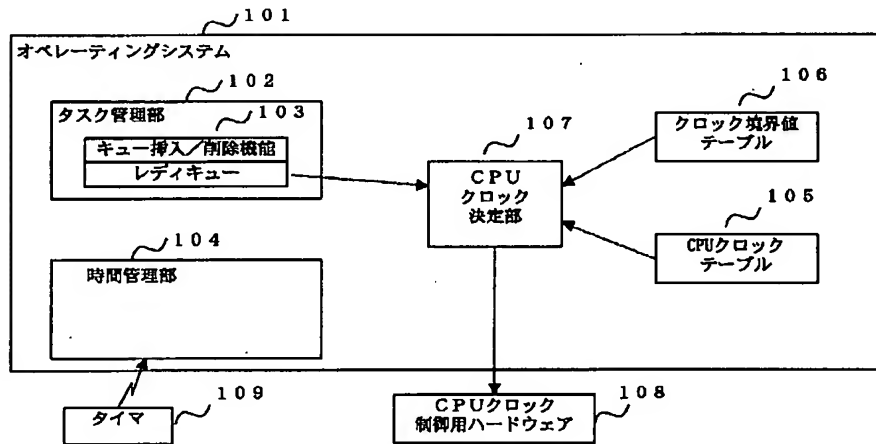 １０１
オペレーティングシステム
１０２
タスク管理部
１０３
キュー挿入／削除機能
レディキュー
１０４
時間管理部
１０７
ＣＰＵ
クロック
決定部
１０６
クロック境界値
テーブル
１０５
CPUクロック
テーブル
タイマ
１０９
ＣＰＵクロック
制御用ハードウェア
１０８